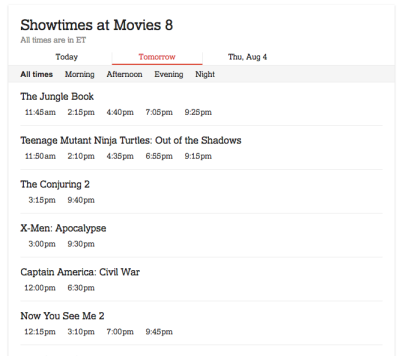 Showtimes at Movies 8
All times are in ET
Today Tomorrow Thu, Aug 4
All times Morning Afternoon Evening Night
The Jungle Book
11:45am 2:15pm 4:40pm 7:05pm 9:25pm
Teenage Mutant Ninja Turtles: Out of the Shadows
11:50am 2:10pm 4:35pm 6:55pm 9:15pm
The Conjuring 2
3:15pm 9:40pm
X-Men: Apocalypse
3:00pm 9:30pm
Captain America: Civil War
12:00pm 6:30pm
Now You See Me 2
12:15pm 3:10pm 7:00pm 9:45pm